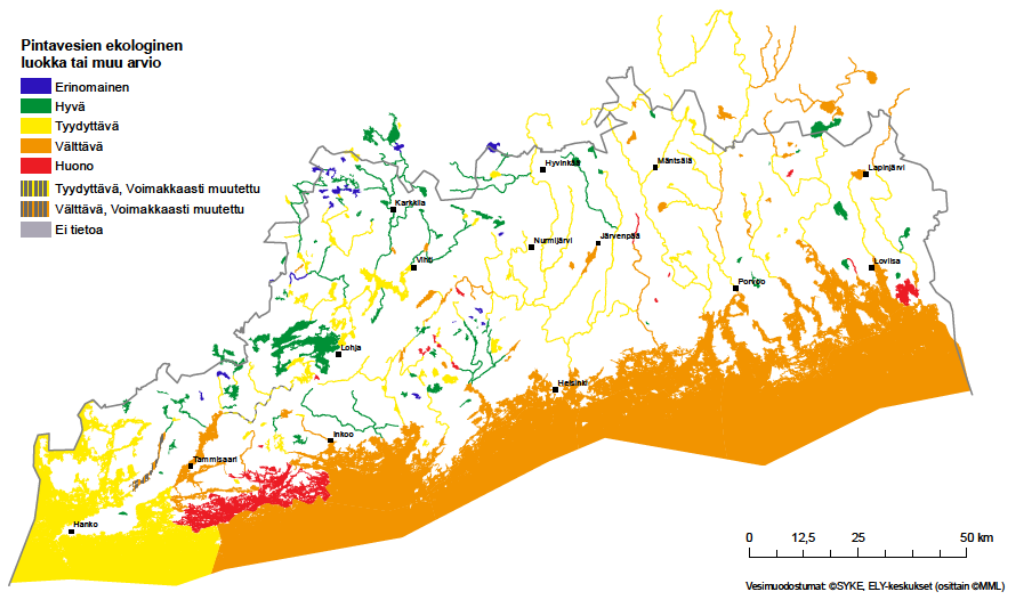 Pintavesien ekologinen
luokka tai muu arvio
Erinomainen
Hyvä
Tyydyttävä
Välttävä
Huono
Tyydyttävä, Voimakkaasti muutettu
Välttävä, Voimakkaasti muutettu
Ei tietoa
Hyvinkää
Mäntsälä
Lapinjärvi
Karkkila
Nurmijärvi
Järvenpää
Vihti
Loviisa
Porvoo
Lohja
Helsinki
Inkoo
Tammisaari
Hanko
0 12,5 25 50 km
Vesimuodostumat: ©SYKE, ELY-keskukset (osittain ©MML)